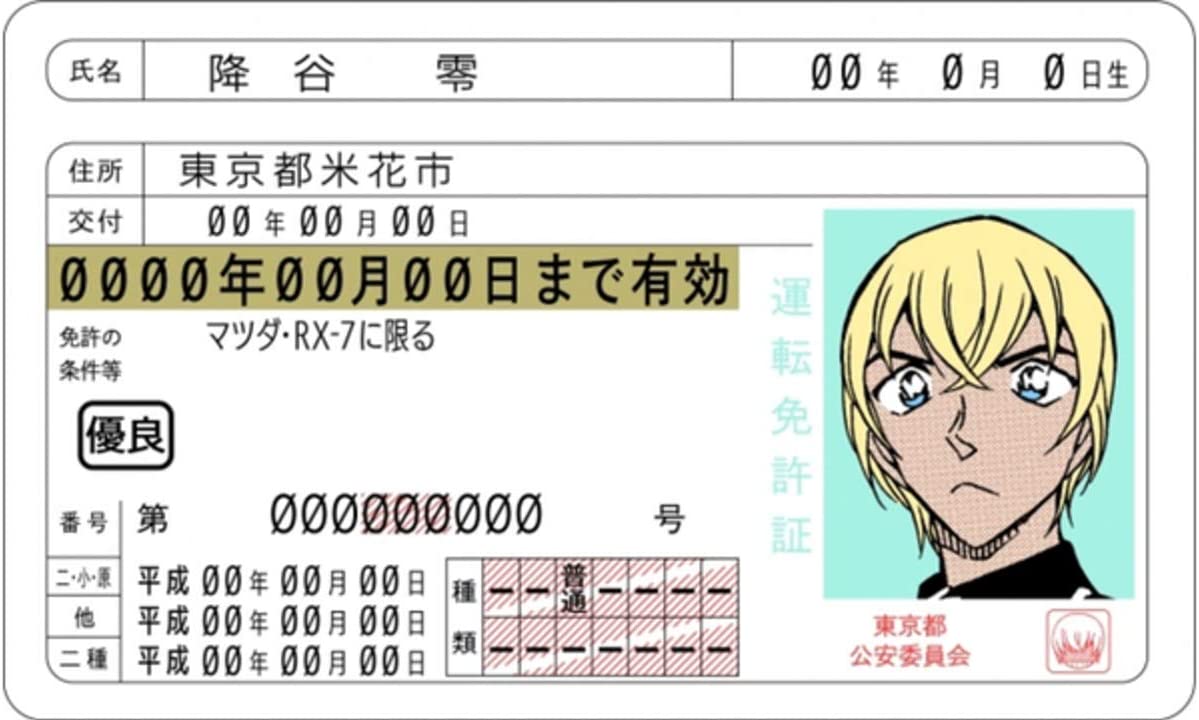 氏名 降谷 零 00年 0月 0日生
住所 東京都米花市
交付 00年00月00日
0000年00月00日まで有効
免許の
条件等
マツダ・RX-7に限る
優良
番号 第 000000000 号
二・小・原 平成00年00月00日
他 平成00年00月00日
二種 平成00年00月00日
種類
普通
運転免許証
東京都
公安委員会